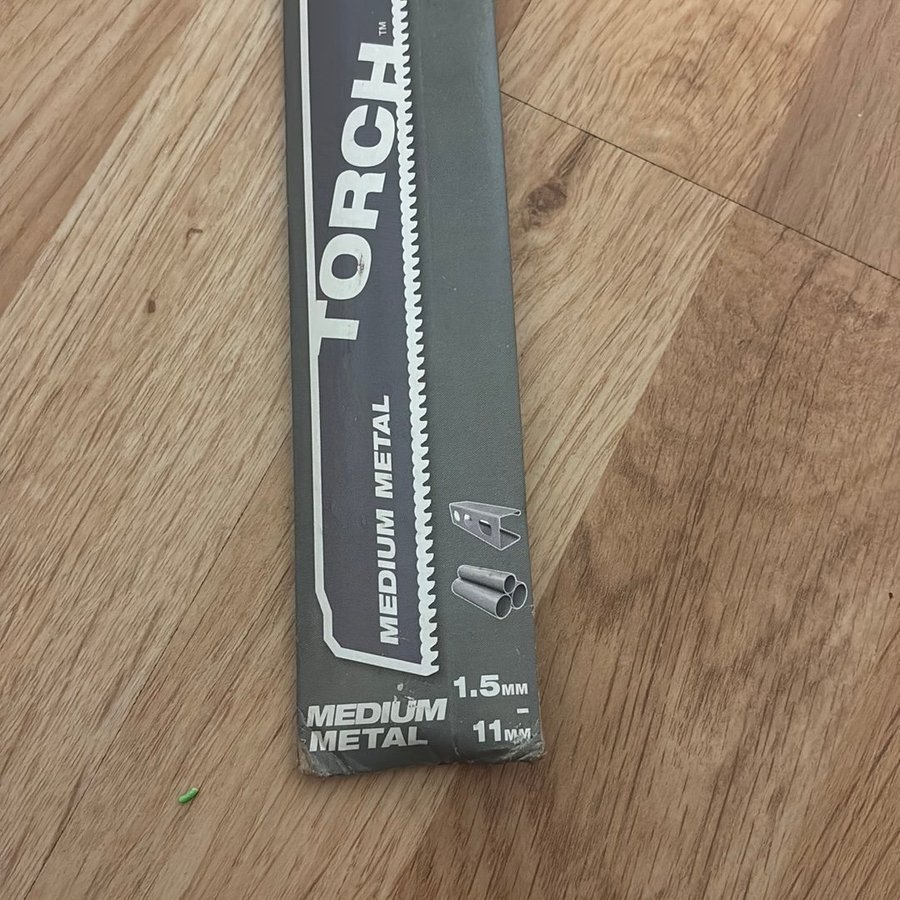 TORCH™
MEDIUM METAL
1.5MM
-
11MM
MEDIUM
METAL